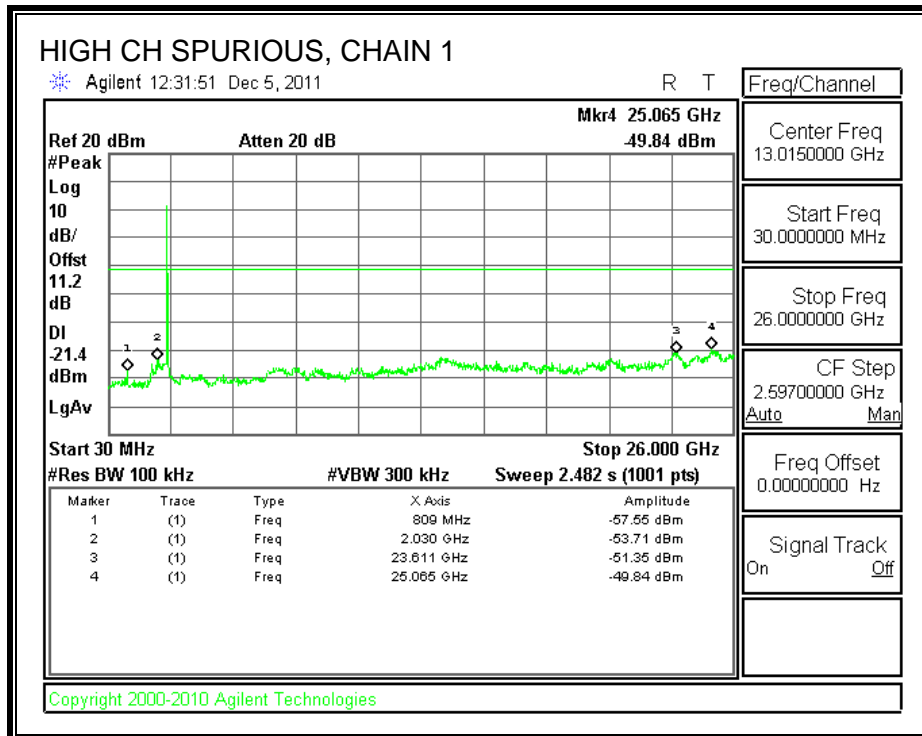 HIGH CH SPURIOUS, CHAIN 1
Agilent 12:31:51 Dec 5, 2011 R T
Mkr4 25.065 GHz
Ref 20 dBm Atten 20 dB -49.84 dBm
#Peak
Log
10
dB/
Offst
11.2
dB
DI
-21.4
dBm
LgAv
1
2
3
4
Start 30 MHz Stop 26.000 GHz
#Res BW 100 kHz #VBW 300 kHz Sweep 2.482 s (1001 pts)
Marker Trace Type X Axis Amplitude
1 (1) Freq 809 MHz -57.55 dBm
2 (1) Freq 2.030 GHz -53.71 dBm
3 (1) Freq 23.611 GHz -51.35 dBm
4 (1) Freq 25.065 GHz -49.84 dBm
Copyright 2000-2010 Agilent Technologies
Freq/Channel
Center Freq
13.0150000 GHz
Start Freq
30.0000000 MHz
Stop Freq
26.0000000 GHz
CF Step
2.59700000 GHz
Auto Man
Freq Offset
0.00000000 Hz
Signal Track
On Off